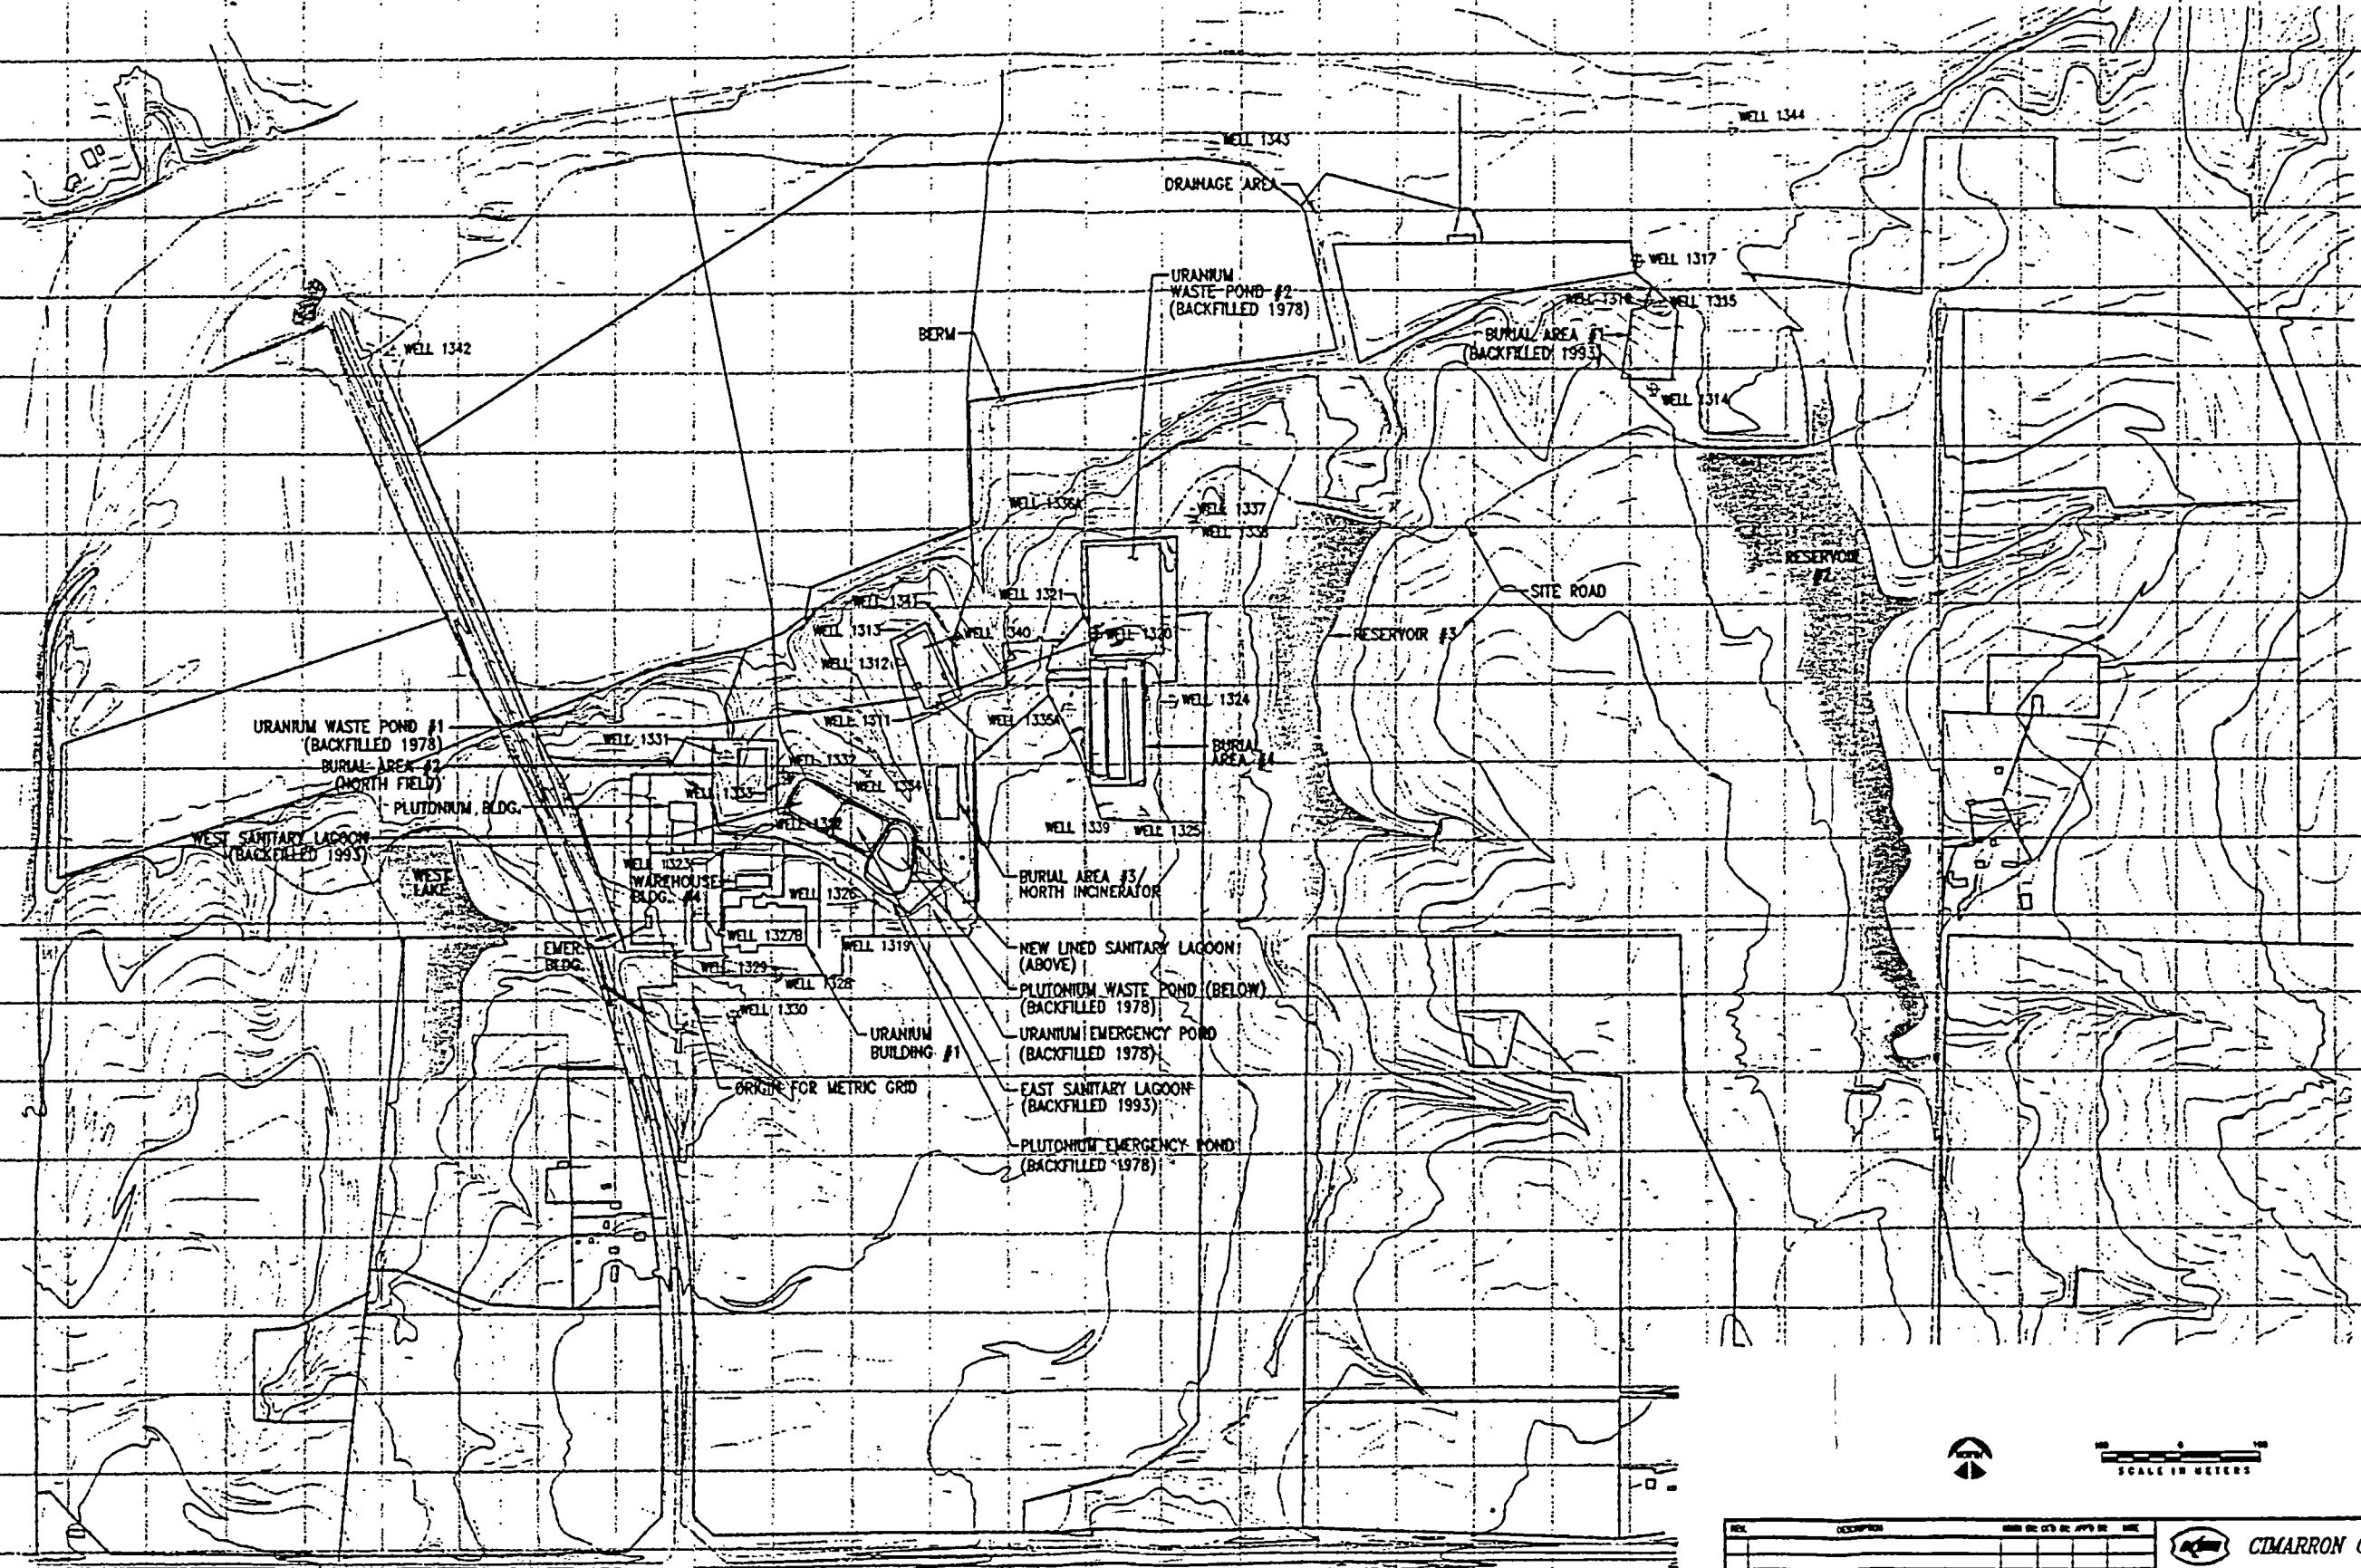 WELL 1344
WELL 1343
DRAINAGE AREA
WELL 1317
URANIUM
WASTE POND #2
(BACKFILLED 1978)
WELL 1315
BERM
BURIAL AREA #1
(BACKFILLED 1993)
WELL 1342
WELL 1314
WELL 1336A
WELL 1337
WELL 1338
RESERVOIR
#2
WELL 1341
WELL 1321
SITE ROAD
WELL 1313
WELL 1340
WELL 1320
RESERVOIR #3
WELL 1312
WELL 1324
WELL 1311
WELL 1335A
URANIUM WASTE POND #1
(BACKFILLED 1978)
WELL 1331
BURIAL AREA #2
(NORTH FIELD)
WELL 1332
BURIAL
AREA #4
WELL 1333
WELL 1334
PLUTONIUM BLDG.
WELL 1339
WELL 1325
WEST SANITARY LAGOON
(BACKFILLED 1993)
WELL 1323
WAREHOUSE
BLDG. #4
WEST
LAKE
WELL 1326
BURIAL AREA #3/
NORTH INCINERATOR
WELL 1327B
WELL 1319
EMER.
BLDG.
NEW LINED SANITARY LAGOON
(ABOVE)
WELL 1329
WELL 1328
PLUTONIUM WASTE POND (BELOW)
(BACKFILLED 1978)
WELL 1330
URANIUM
BUILDING #1
URANIUM EMERGENCY POND
(BACKFILLED 1978)
ORIGIN FOR METRIC GRID
EAST SANITARY LAGOON
(BACKFILLED 1993)
PLUTONIUM EMERGENCY POND
(BACKFILLED 1978)
NORTH
100 0 100
SCALE IN METERS
REV. DESCRIPTION DATE
CIMARRON